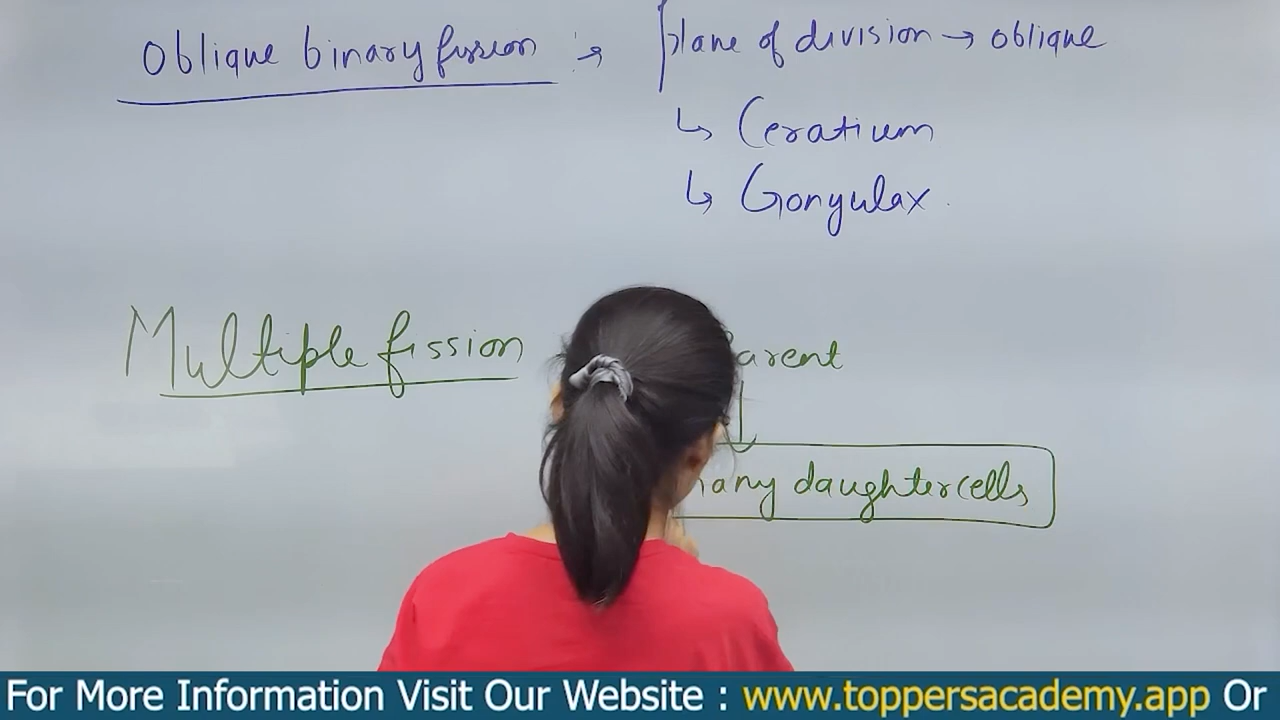 Oblique binary fission :→ plane of division → oblique
↳ Ceratium
↳ Gonyulax
Multiple fission
arent
any daughter cells
For More Information Visit Our Website : www.toppersacademy.app Or